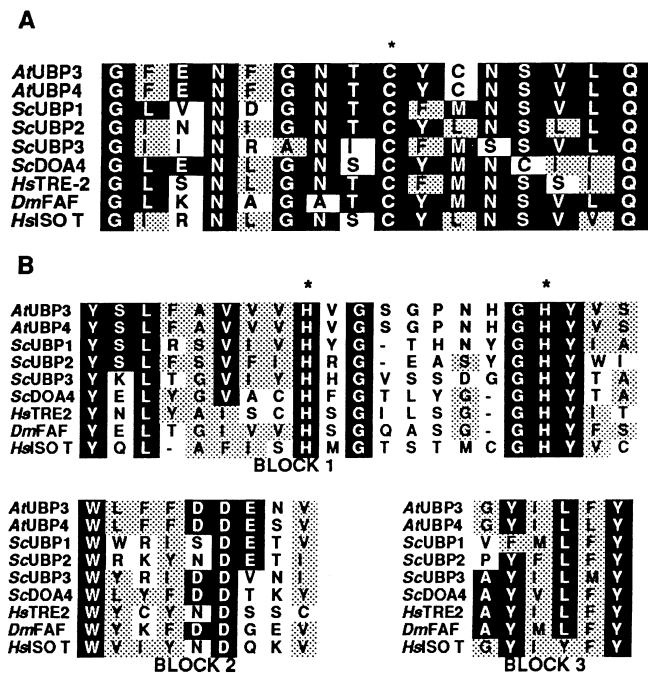 A
*
AtUBP3 G F E N F G N T C Y C N S V L Q
AtUBP4 G F E N F G N T C Y C N S V L Q
ScUBP1 G L V N D G N T C F M N S V L Q
ScUBP2 G I N N I G N T C Y L N S L L Q
ScUBP3 G I I N R A N I C F M S S V L Q
ScDOA4 G L E N L G N S C Y M N C I I Q
HsTRE-2 G L S N L G N T C F M N S S I Q
DmFAF G L K N A G A T C Y M N S V L Q
HsISO T G I R N L G N S C Y L N S V V Q
B
* *
AtUBP3 Y S L F A V V V H V G S G P N H G H Y V S
AtUBP4 Y S L F A V V V H V G S G P N H G H Y V S
ScUBP1 Y S L R S V I V H Y G - T H N Y G H Y I A
ScUBP2 Y S L F S V F I H R G - E A S Y G H Y W I
ScUBP3 Y K L T G V I Y H H G V S S D G G H Y T A
ScDOA4 Y E L Y G V A C H F G T L Y G - G H Y T A
HsTRE2 Y N L Y A I S C H S G I L S G - G H Y I T
DmFAF Y E L T G I V V H S G Q A S G - G H Y F S
HsISO T Y Q L - A F I S H M G T S T M C G H Y V C
BLOCK 1
AtUBP3 W L F F D D E N V
AtUBP4 W L F F D D E S V
ScUBP1 W W R I S D E T V
ScUBP2 W R K Y N D E T I
ScUBP3 W Y R I D D V N I
ScDOA4 W L Y F D D T K Y
HsTRE2 W Y C Y N D S S C
DmFAF W Y K F D D G E V
HsISO T W V I Y N D Q K V
BLOCK 2
AtUBP3 G Y I L F Y
AtUBP4 G Y I L L Y
ScUBP1 V F M L F Y
ScUBP2 P Y F L F Y
ScUBP3 A Y I L M Y
ScDOA4 A Y V L F Y
HsTRE2 A Y I L F Y
DmFAF A Y M L F Y
HsISO T G Y I Y F Y
BLOCK 3